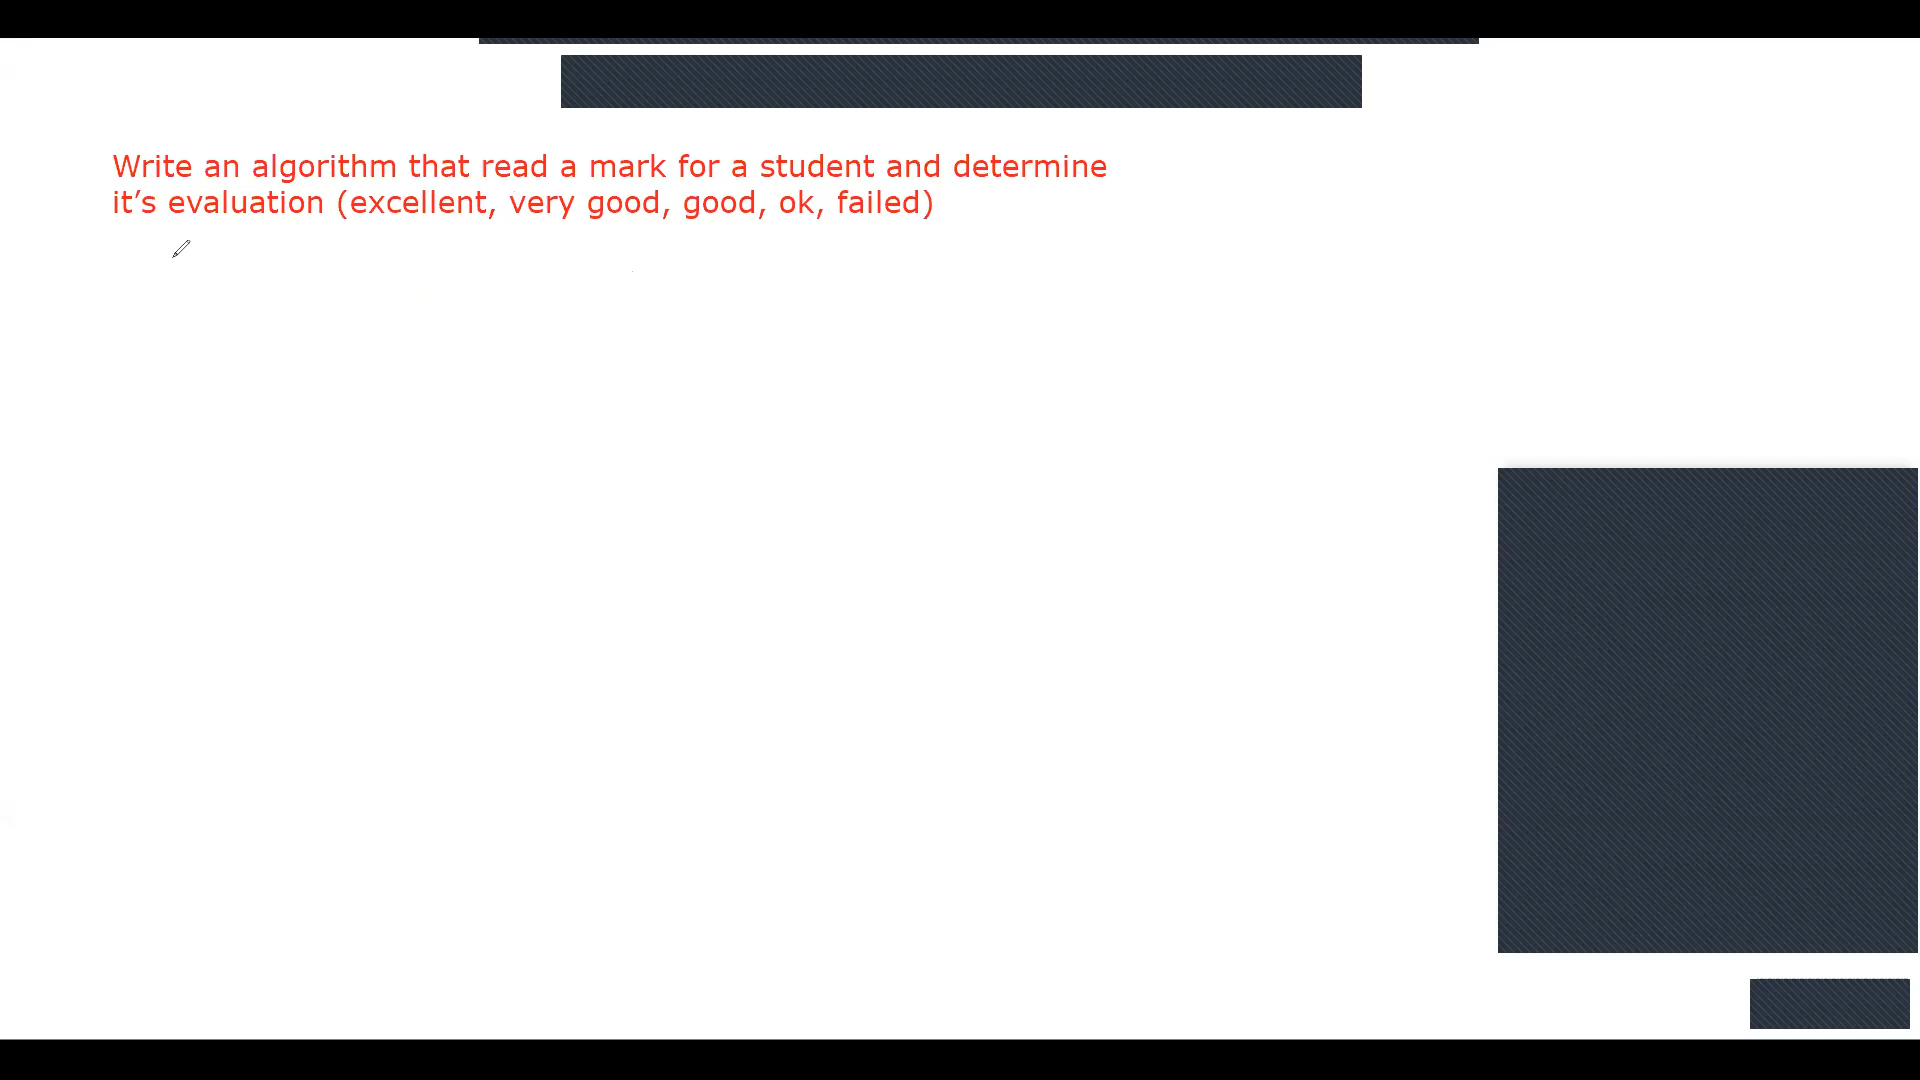 Write an algorithm that read a mark for a student and determine
it’s evaluation (excellent, very good, good, ok, failed)